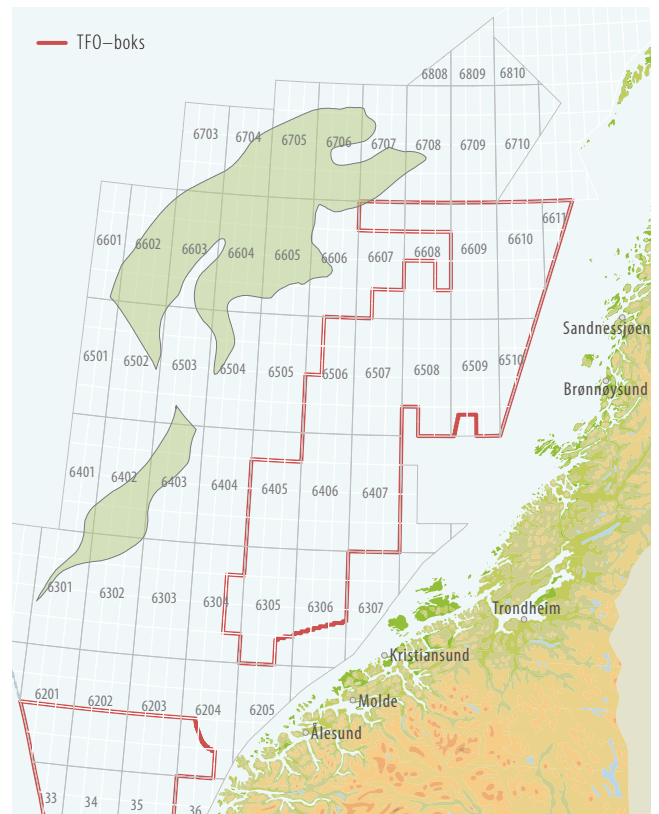 TFO–boks
6808 6809 6810
6703 6704 6705 6706 6707 6708 6709 6710
6601 6602 6603 6604 6605 6606 6607 6608 6609 6610 6611
Sandnessjøen
6501 6502 6503 6504 6505 6506 6507 6508 6509 6510
Brønnøysund
6401 6402 6403 6404 6405 6406 6407
6301 6302 6303 6304 6305 6306 6307
Trondheim
Kristiansund
6201 6202 6203 6204 6205
Molde
Ålesund
33 34 35 36